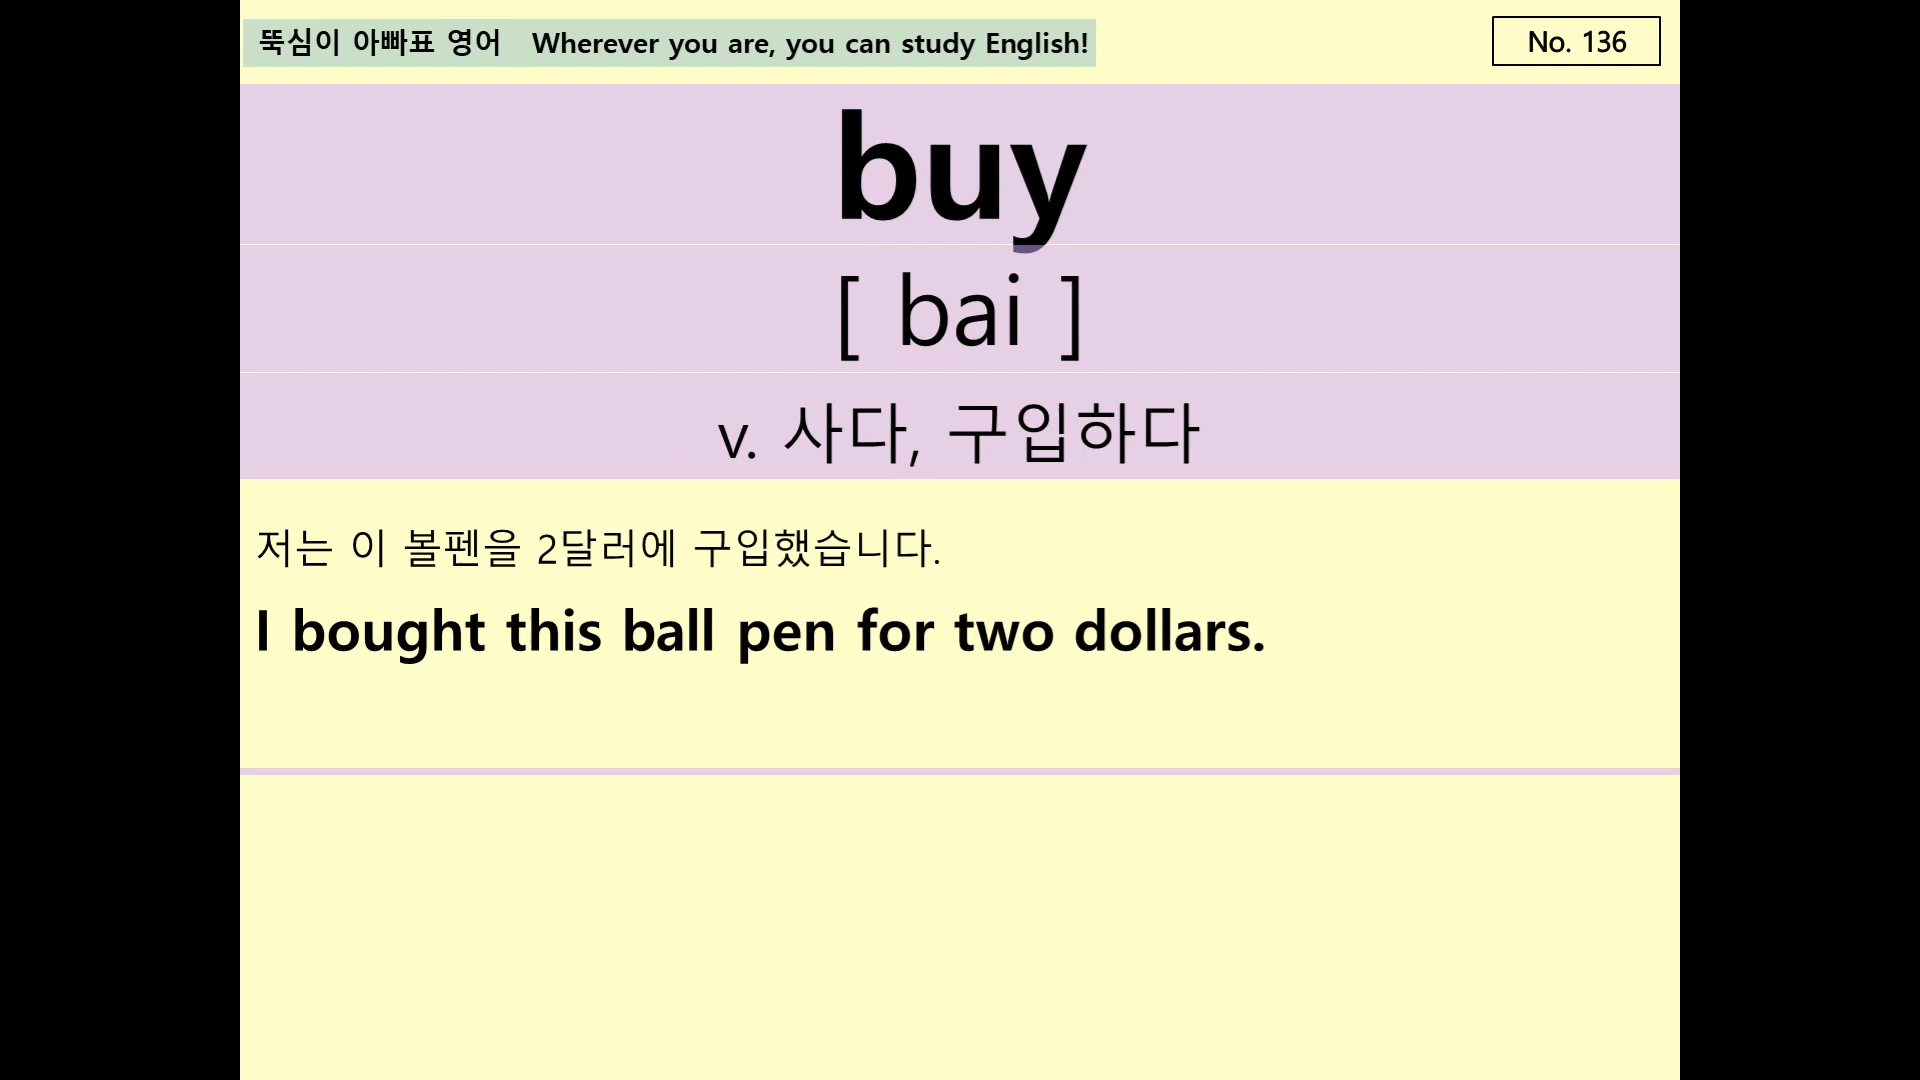 뚝심이 아빠표 영어 Wherever you are, you can study English!
No. 136
buy
[ bai ]
v. 사다, 구입하다
저는 이 볼펜을 2달러에 구입했습니다.
I bought this ball pen for two dollars.